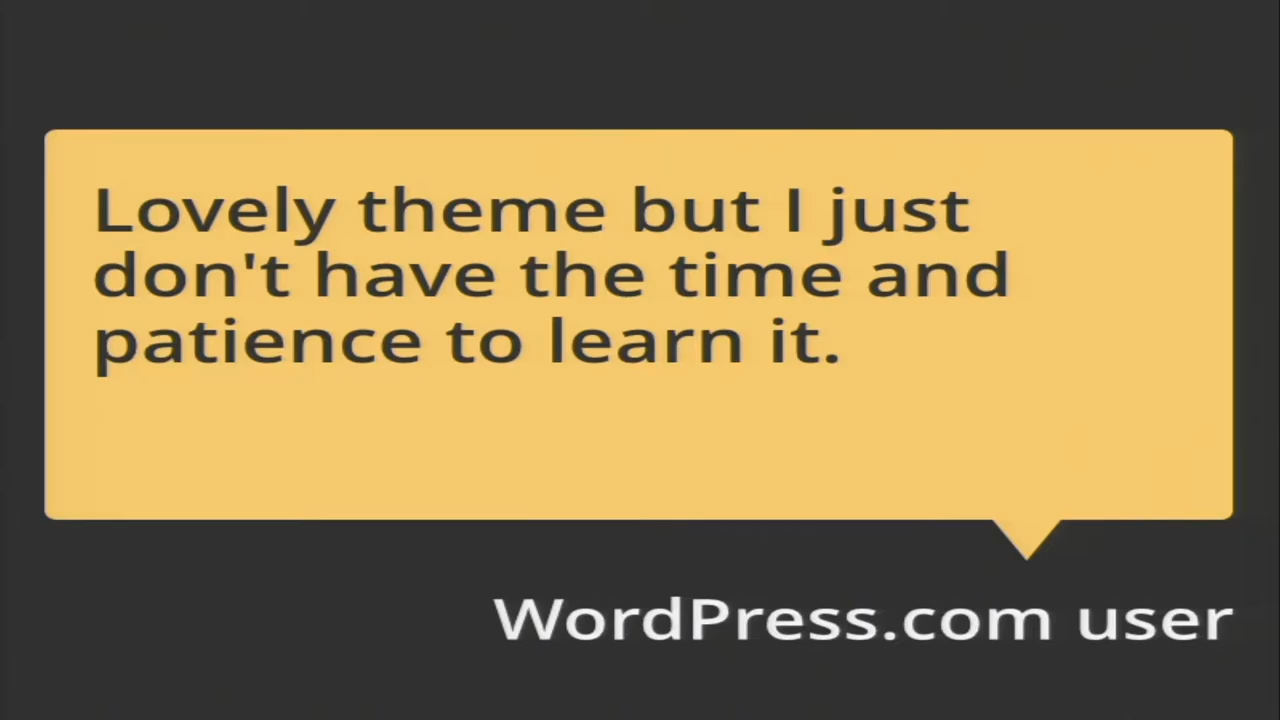 Lovely theme but I just
don't have the time and
patience to learn it.
WordPress.com user